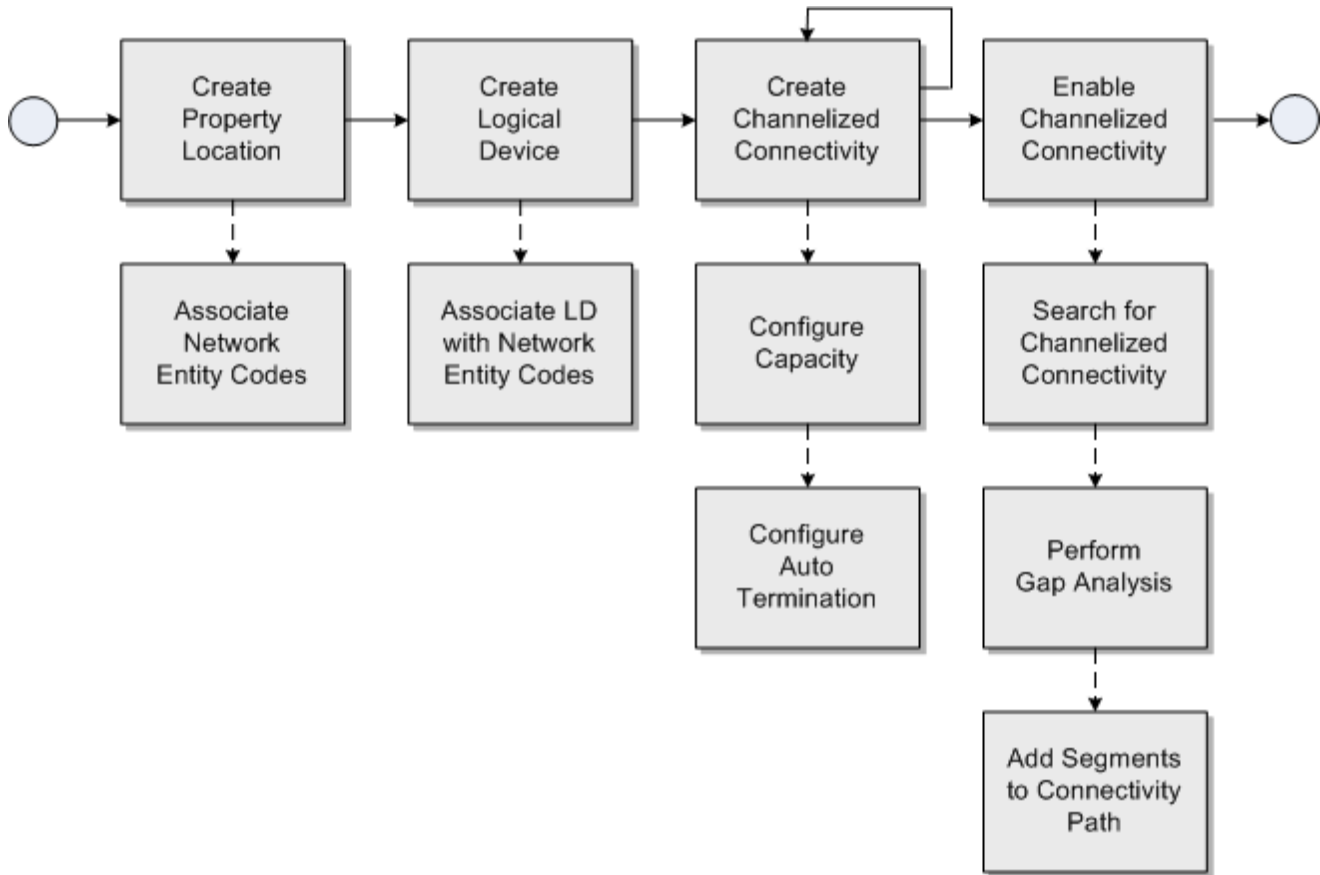 Create
Property
Location
Create
Logical
Device
Create
Channelized
Connectivity
Enable
Channelized
Connectivity
Associate
Network
Entity Codes
Associate LD
with Network
Entity Codes
Configure
Capacity
Search for
Channelized
Connectivity
Configure
Auto
Termination
Perform
Gap Analysis
Add Segments
to Connectivity
Path